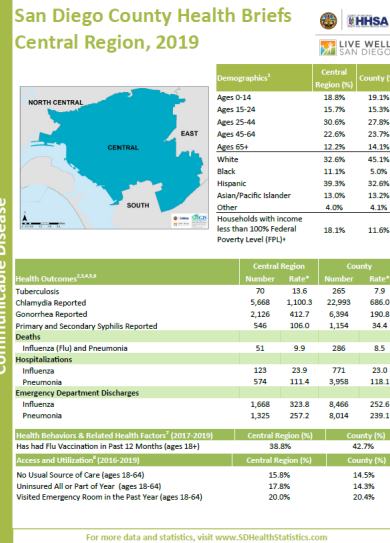 San Diego County Health Briefs
Central Region, 2019
HHSA
LIVE WELL
SAN DIEGO
Communicable Disease
NORTH CENTRAL
EAST
CENTRAL
SOUTH
Demographics¹ Central Region (%) County (
Ages 0-14 18.8% 19.1%
Ages 15-24 15.7% 15.3%
Ages 25-44 30.6% 27.8%
Ages 45-64 22.6% 23.7%
Ages 65+ 12.2% 14.1%
White 32.6% 45.1%
Black 11.1% 5.0%
Hispanic 39.3% 32.6%
Asian/Pacific Islander 13.0% 13.2%
Other 4.0% 4.1%
Households with income
less than 100% Federal 18.1% 11.6%
Poverty Level (FPL)+
Central Region County
Health Outcomes²,³,⁴,⁵,⁶ Number Rate* Number Rate*
Tuberculosis 70 13.6 265 7.9
Chlamydia Reported 5,668 1,100.3 22,993 686.0
Gonorrhea Reported 2,126 412.7 6,394 190.8
Primary and Secondary Syphilis Reported 546 106.0 1,154 34.4
Deaths
Influenza (Flu) and Pneumonia 51 9.9 286 8.5
Hospitalizations
Influenza 123 23.9 771 23.0
Pneumonia 574 111.4 3,958 118.1
Emergency Department Discharges
Influenza 1,668 323.8 8,466 252.6
Pneumonia 1,325 257.2 8,014 239.1
Health Behaviors & Related Health Factors⁷ (2017-2019) Central Region (%) County (%)
Has had Flu Vaccination in Past 12 Months (ages 18+) 38.8% 42.7%
Access and Utilization⁸ (2016-2019) Central Region (%) County (%)
No Usual Source of Care (ages 18-64) 15.8% 14.5%
Uninsured All or Part of Year (ages 18-64) 17.8% 14.3%
Visited Emergency Room in the Past Year (ages 18-64) 20.0% 20.4%
For more data and statistics, visit www.SDHealthStatistics.com